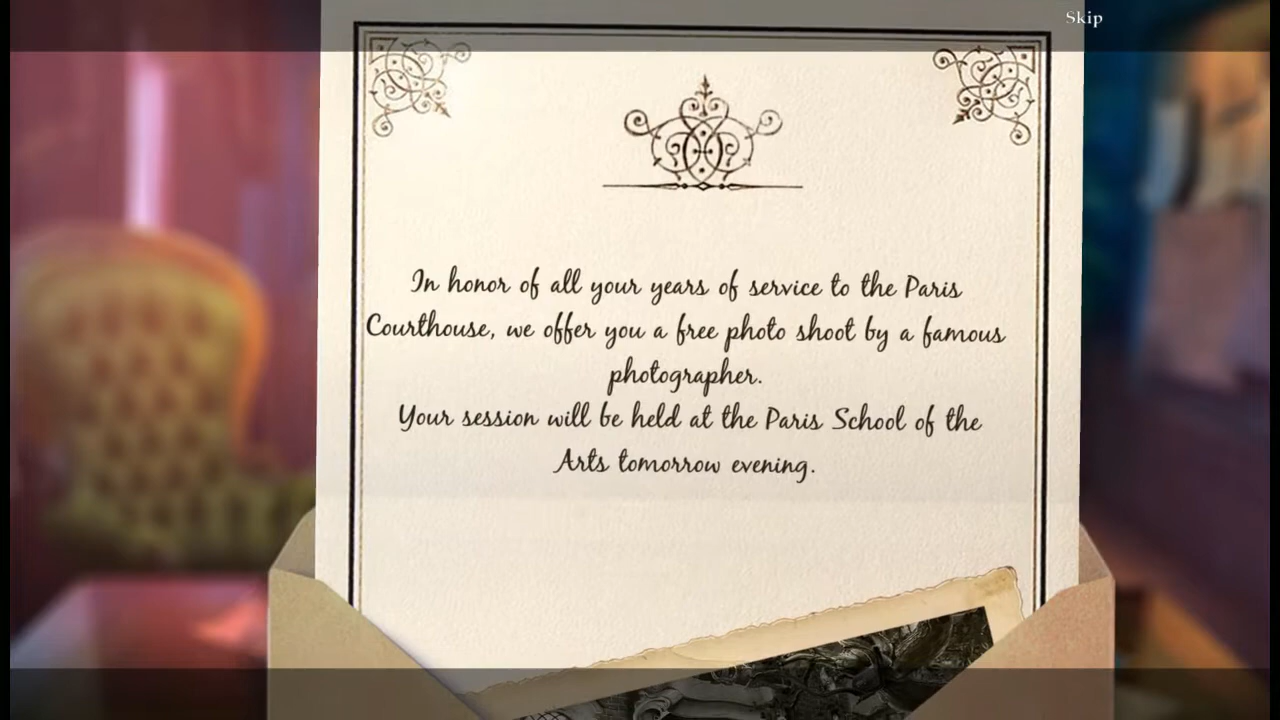 Skip
In honor of all your years of service to the Paris
Courthouse, we offer you a free photo shoot by a famous
photographer.
Your session will be held at the Paris School of the
Arts tomorrow evening.